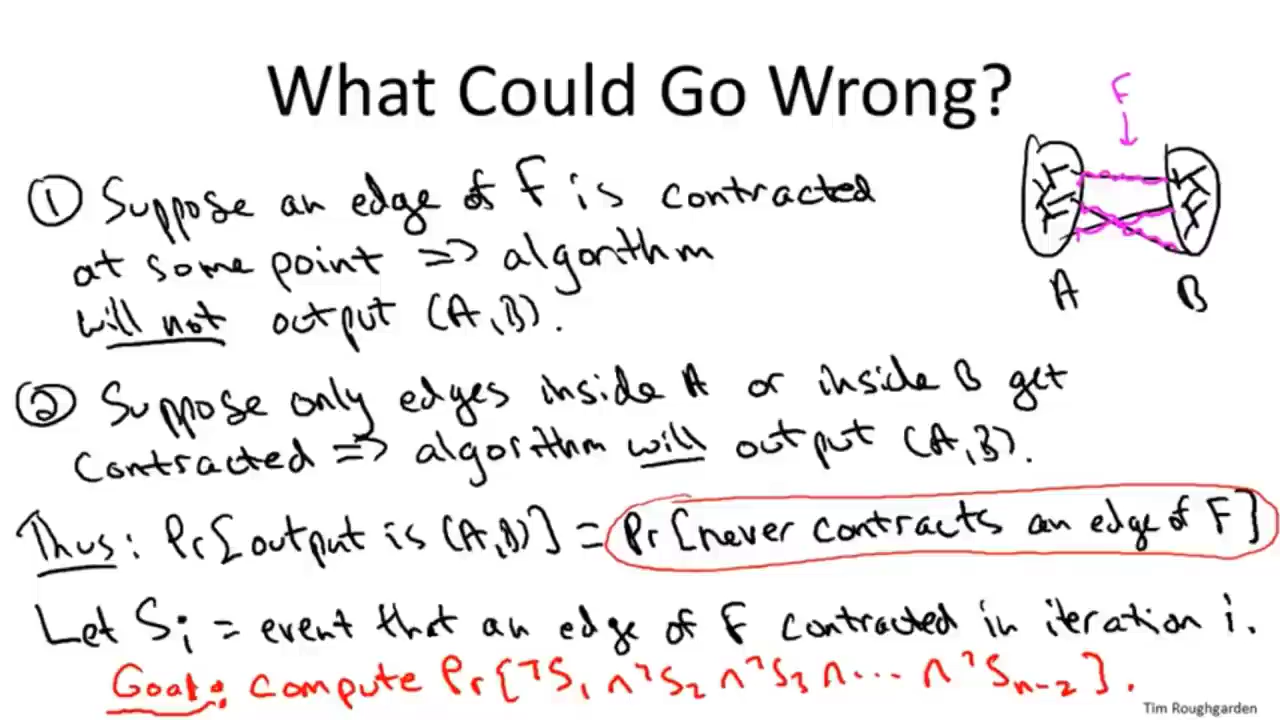 What Could Go Wrong?
F
① Suppose an edge of F is contracted
at some point => algorithm
will not output (A,B).
A B
② Suppose only edges inside A or inside B get
contracted => algorithm will output (A,B).
Thus: Pr[output is (A,B)] = Pr[never contracts an edge of F]
Let Si = event that an edge of F contracted in iteration i.
Goal: compute Pr[¬S1 ∩ ¬S2 ∩ ¬S3 ∩ ... ∩ ¬Sn-2].
Tim Roughgarden